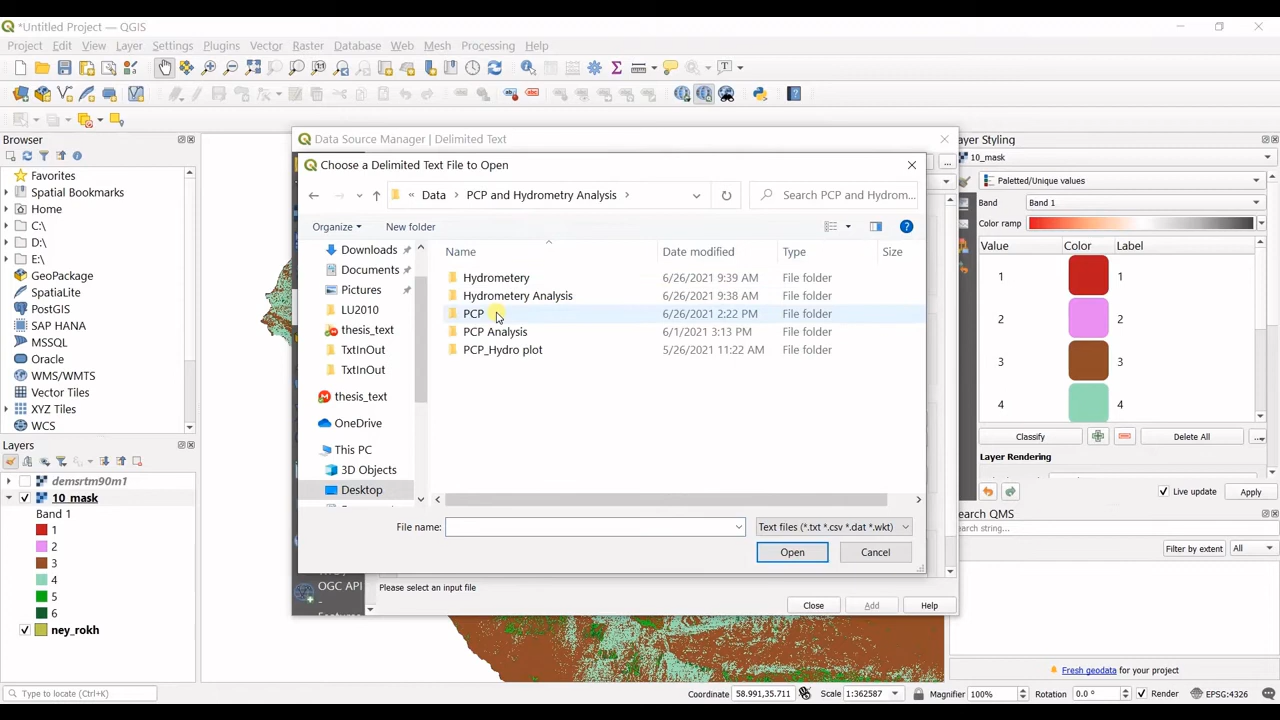 *Untitled Project — QGIS
Project Edit View Layer Settings Plugins Vector Raster Database Web Mesh Processing Help
Browser
Favorites
Spatial Bookmarks
Home
C:\
D:\
E:\
GeoPackage
SpatiaLite
PostGIS
SAP HANA
MSSQL
Oracle
WMS/WMTS
Vector Tiles
XYZ Tiles
WCS
Layers
demsrtm90m1
10_mask
Band 1
1
2
3
4
5
6
ney_rokh
Data Source Manager | Delimited Text
Choose a Delimited Text File to Open
« Data > PCP and Hydrometry Analysis >
Search PCP and Hydrom...
Organize New folder
Name Date modified Type Size
Downloads
Documents
Pictures
LU2010
thesis_text
TxtInOut
TxtInOut
thesis_text
OneDrive
This PC
3D Objects
Desktop
Hydrometery 6/26/2021 9:39 AM File folder
Hydrometery Analysis 6/26/2021 9:38 AM File folder
PCP 6/26/2021 2:22 PM File folder
PCP Analysis 6/1/2021 3:13 PM File folder
PCP_Hydro plot 5/26/2021 11:22 AM File folder
File name: Text files (*.txt *.csv *.dat *.wkt)
Open Cancel
OGC API
Please select an input file
Close Add Help
ayer Styling
10_mask
Paletted/Unique values
Band Band 1
Color ramp
Value Color Label
1 1
2 2
3 3
4 4
Classify Delete All ...
Layer Rendering
Live update Apply
earch QMS
arch string...
Filter by extent All
Fresh geodata for your project
Type to locate (Ctrl+K) Coordinate 58.991,35.711 Scale 1:362587 Magnifier 100% Rotation 0.0 ° Render EPSG:4326